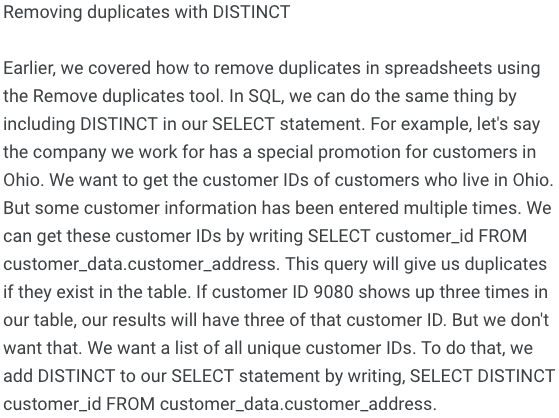 Removing duplicates with DISTINCT
Earlier, we covered how to remove duplicates in spreadsheets using
the Remove duplicates tool. In SQL, we can do the same thing by
including DISTINCT in our SELECT statement. For example, let's say
the company we work for has a special promotion for customers in
Ohio. We want to get the customer IDs of customers who live in Ohio.
But some customer information has been entered multiple times. We
can get these customer IDs by writing SELECT customer_id FROM
customer_data.customer_address. This query will give us duplicates
if they exist in the table. If customer ID 9080 shows up three times in
our table, our results will have three of that customer ID. But we don't
want that. We want a list of all unique customer IDs. To do that, we
add DISTINCT to our SELECT statement by writing, SELECT DISTINCT
customer_id FROM customer_data.customer_address.